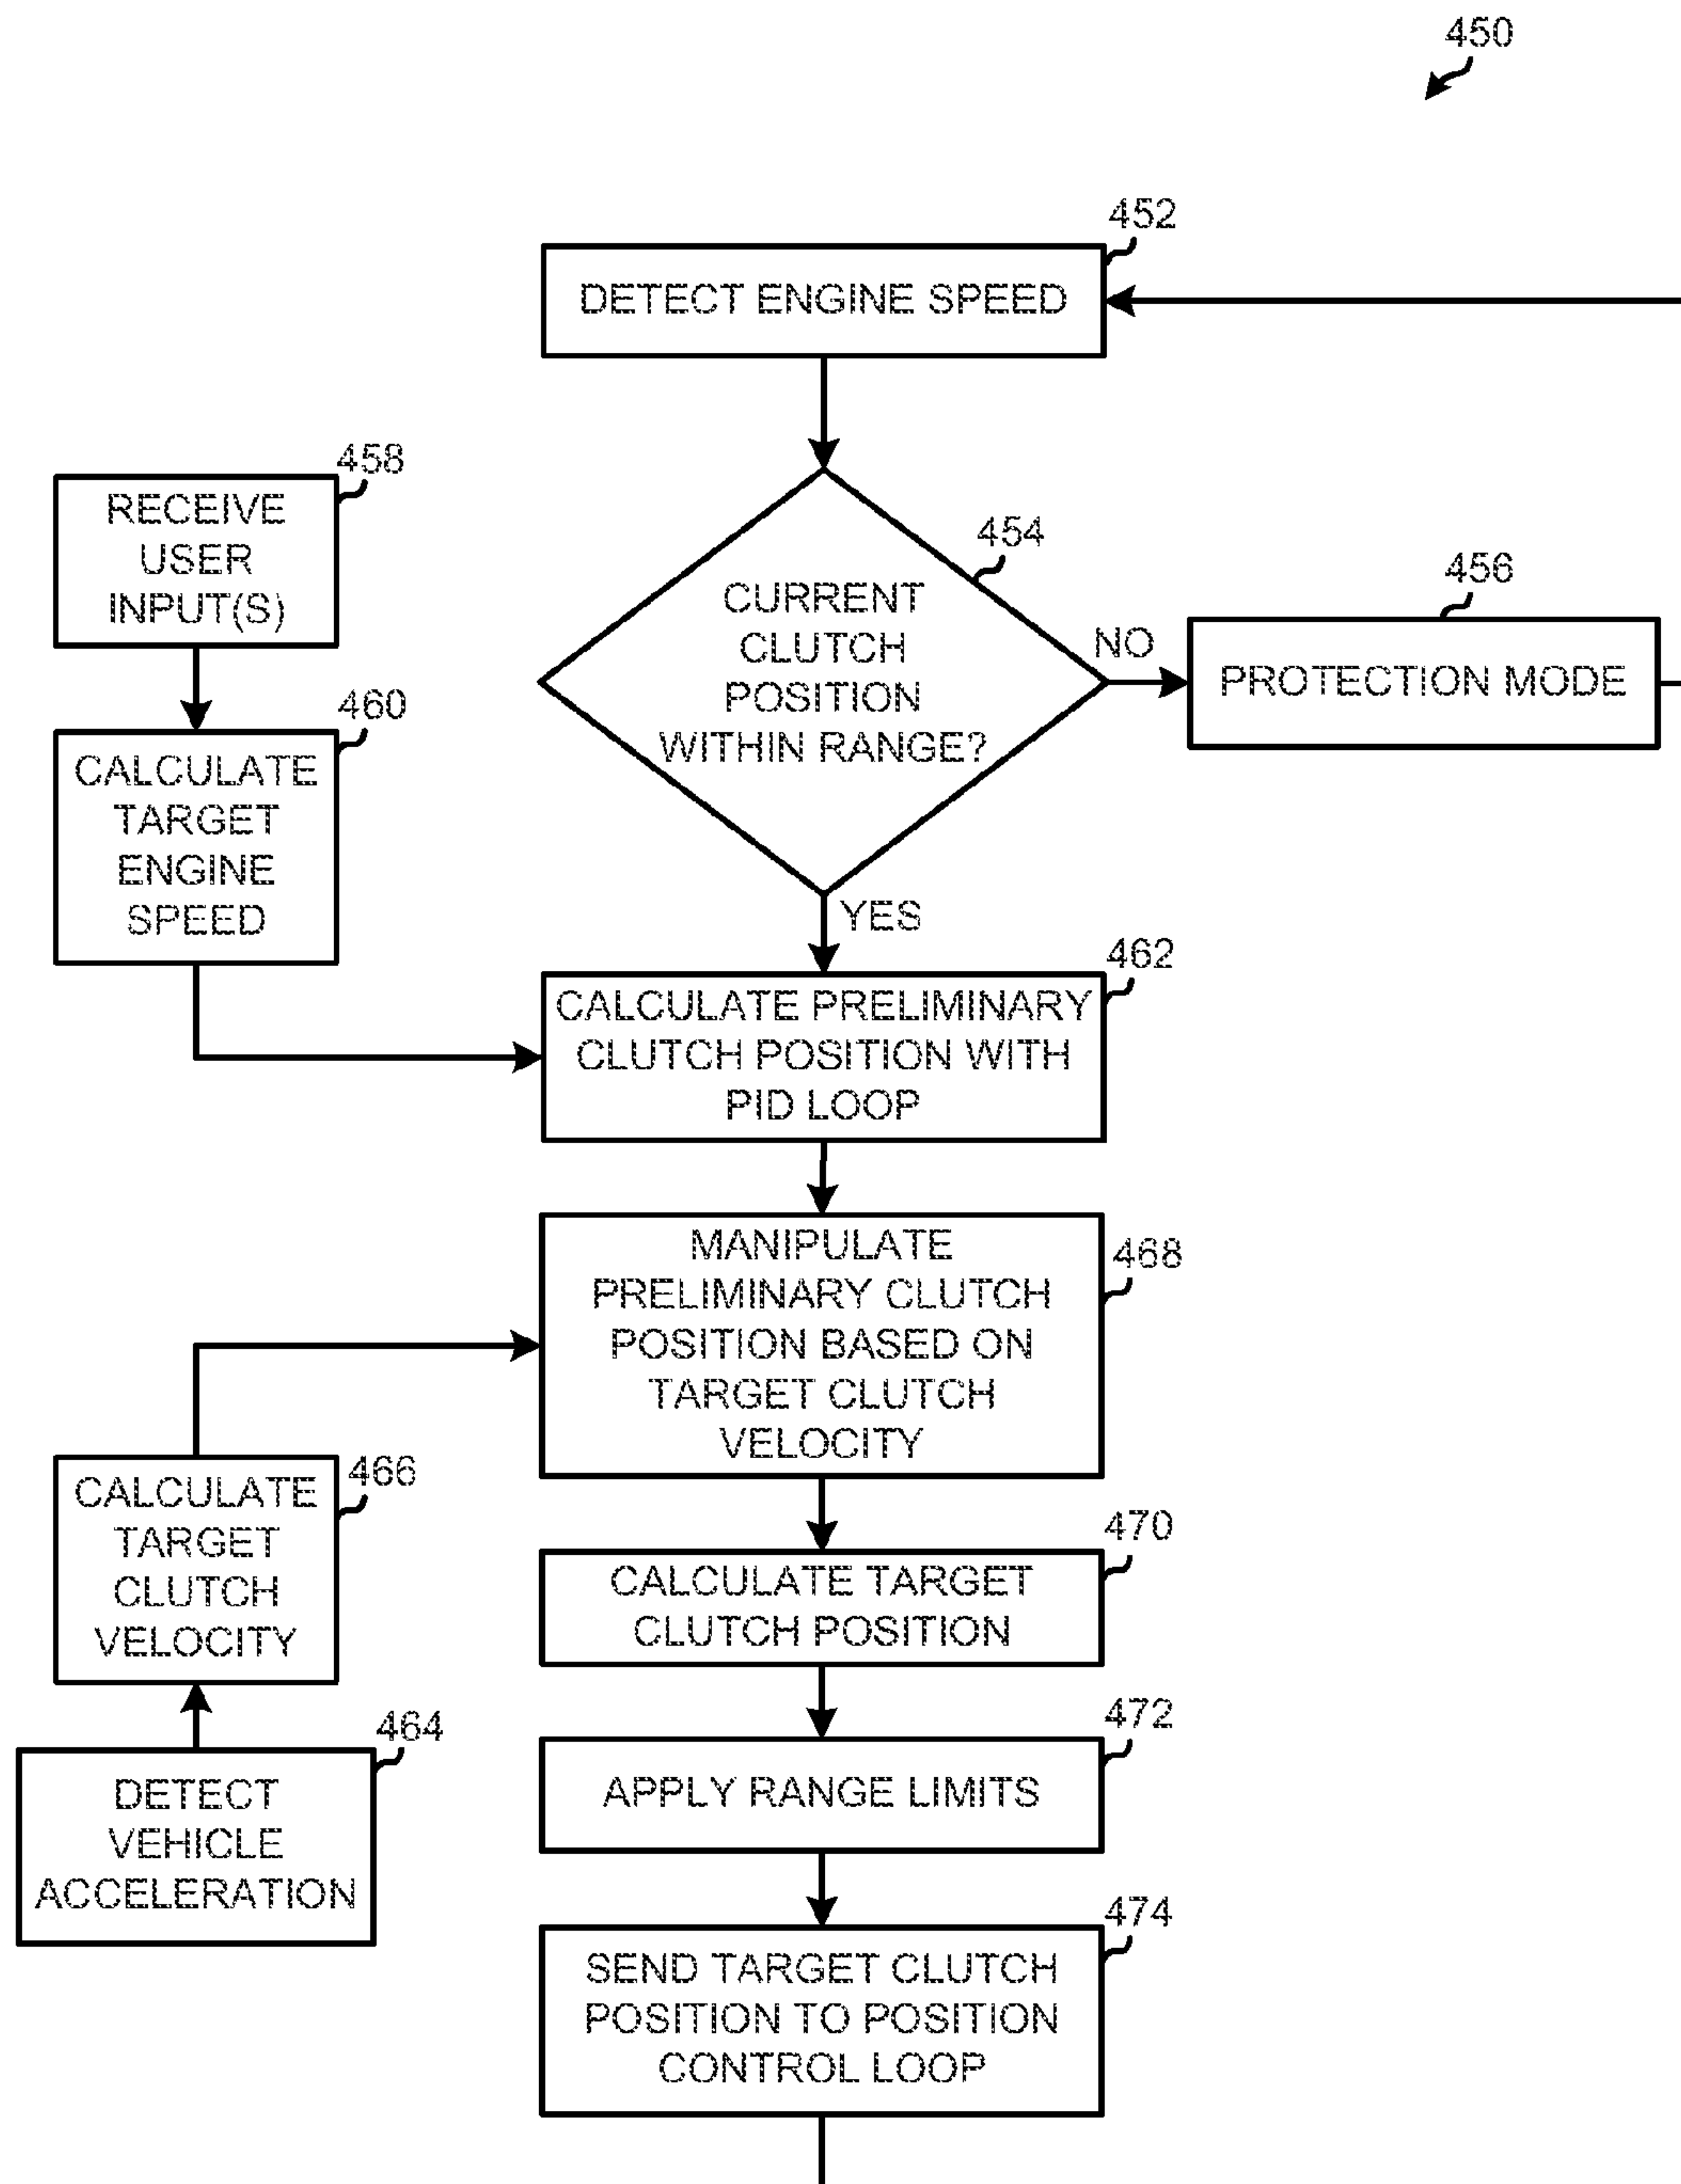 450
452
DETECT ENGINE SPEED
458
RECEIVE
USER
INPUT(S)
454
CURRENT
CLUTCH
POSITION
WITHIN RANGE?
NO
456
PROTECTION MODE
460
CALCULATE
TARGET
ENGINE
SPEED
YES
462
CALCULATE PRELIMINARY
CLUTCH POSITION WITH
PID LOOP
468
MANIPULATE
PRELIMINARY CLUTCH
POSITION BASED ON
TARGET CLUTCH
VELOCITY
466
CALCULATE
TARGET
CLUTCH
VELOCITY
470
CALCULATE TARGET
CLUTCH POSITION
464
DETECT
VEHICLE
ACCELERATION
472
APPLY RANGE LIMITS
474
SEND TARGET CLUTCH
POSITION TO POSITION
CONTROL LOOP